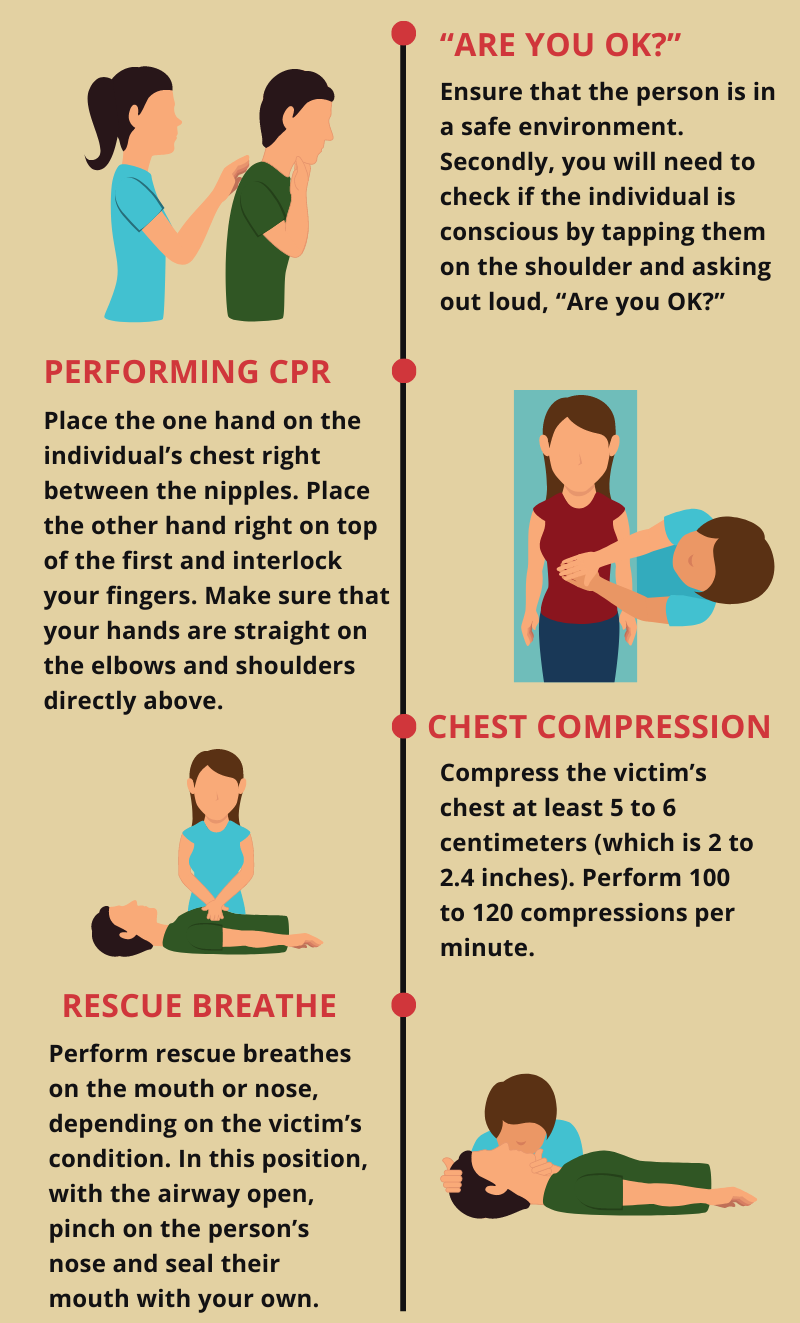 “ARE YOU OK?”
Ensure that the person is in
a safe environment.
Secondly, you will need to
check if the individual is
conscious by tapping them
on the shoulder and asking
out loud, “Are you OK?”
PERFORMING CPR
Place the one hand on the
individual’s chest right
between the nipples. Place
the other hand right on top
of the first and interlock
your fingers. Make sure that
your hands are straight on
the elbows and shoulders
directly above.
CHEST COMPRESSION
Compress the victim’s
chest at least 5 to 6
centimeters (which is 2 to
2.4 inches). Perform 100
to 120 compressions per
minute.
RESCUE BREATHE
Perform rescue breathes
on the mouth or nose,
depending on the victim’s
condition. In this position,
with the airway open,
pinch on the person’s
nose and seal their
mouth with your own.